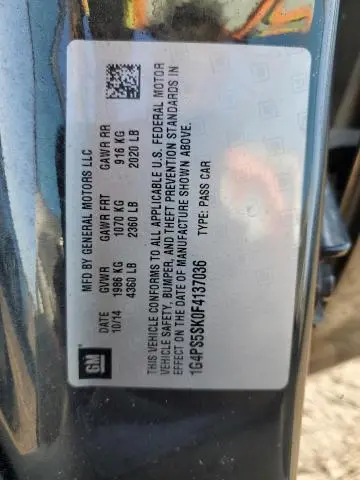 MFD BY GENERAL MOTORS LLC
DATE GVWR GAWR FRT GAWR RR
10/14 1986 KG 1070 KG 916 KG
4360 LB 2360 LB 2020 LB
THIS VEHICLE CONFORMS TO ALL APPLICABLE U.S. FEDERAL MOTOR
VEHICLE SAFETY, BUMPER, AND THEFT PREVENTION STANDARDS IN
EFFECT ON THE DATE OF MANUFACTURE SHOWN ABOVE.
1G4PS5SK0F4137036 TYPE: PASS CAR
GM